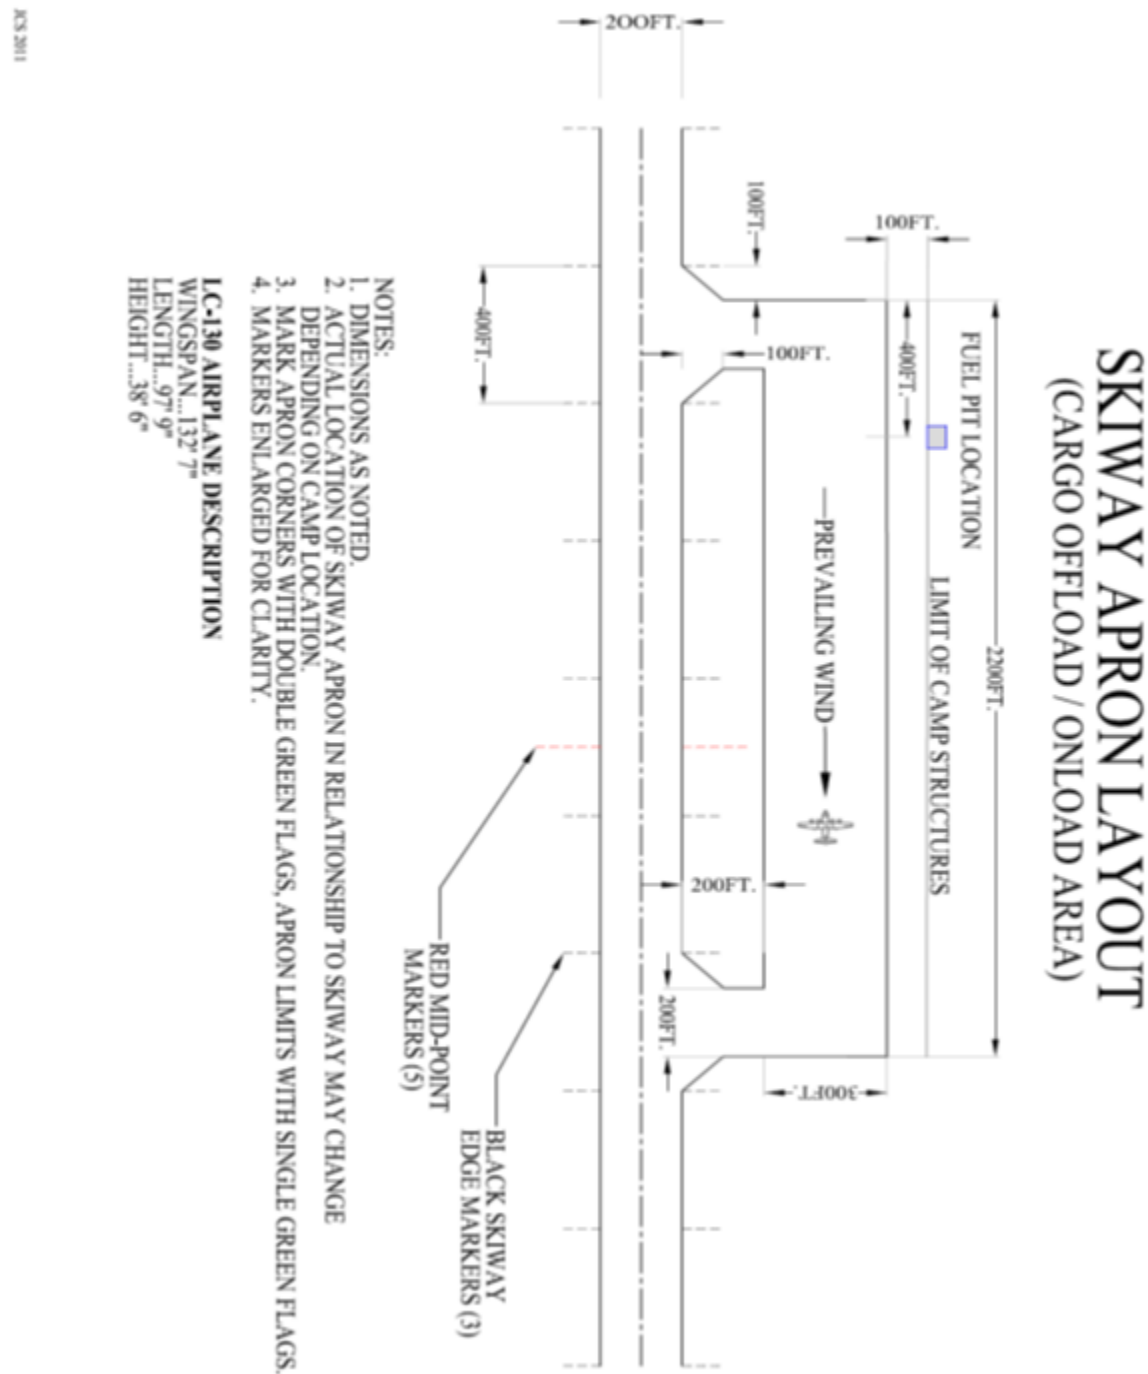 SKIWAY APRON LAYOUT
(CARGO OFFLOAD / ONLOAD AREA)
2200FT.
FUEL PIT LOCATION
LIMIT OF CAMP STRUCTURES
100FT.
400FT.
300FT.
PREVAILING WIND
100FT.
100FT.
200FT.
200FT.
200FT.
400FT.
BLACK SKIWAY
EDGE MARKERS (3)
RED MID-POINT
MARKERS (5)
NOTES:
1. DIMENSIONS AS NOTED.
2. ACTUAL LOCATION OF SKIWAY APRON IN RELATIONSHIP TO SKIWAY MAY CHANGE
DEPENDING ON CAMP LOCATION.
3. MARK APRON CORNERS WITH DOUBLE GREEN FLAGS, APRON LIMITS WITH SINGLE GREEN FLAGS.
4. MARKERS ENLARGED FOR CLARITY.
LC-130 AIRPLANE DESCRIPTION
WINGSPAN...132' 7"
LENGTH...97' 9"
HEIGHT....38' 6"
JCS 2011